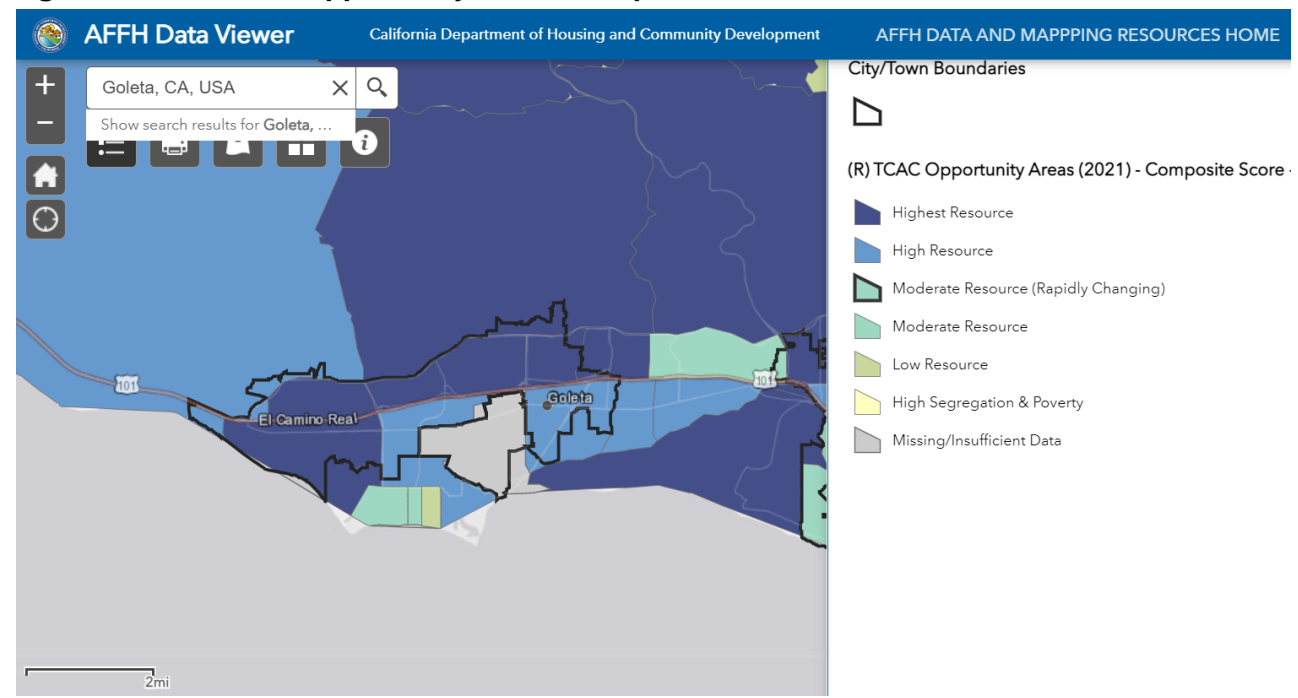 AFFH Data Viewer
California Department of Housing and Community Development
AFFH DATA AND MAPPPING RESOURCES HOME
+
Goleta, CA, USA
Show search results for Goleta, ...
−
City/Town Boundaries
(R) TCAC Opportunity Areas (2021) - Composite Score -
Highest Resource
High Resource
Moderate Resource (Rapidly Changing)
Moderate Resource
Low Resource
High Segregation & Poverty
Missing/Insufficient Data
101
101
Goleta
El Camino Real
2mi